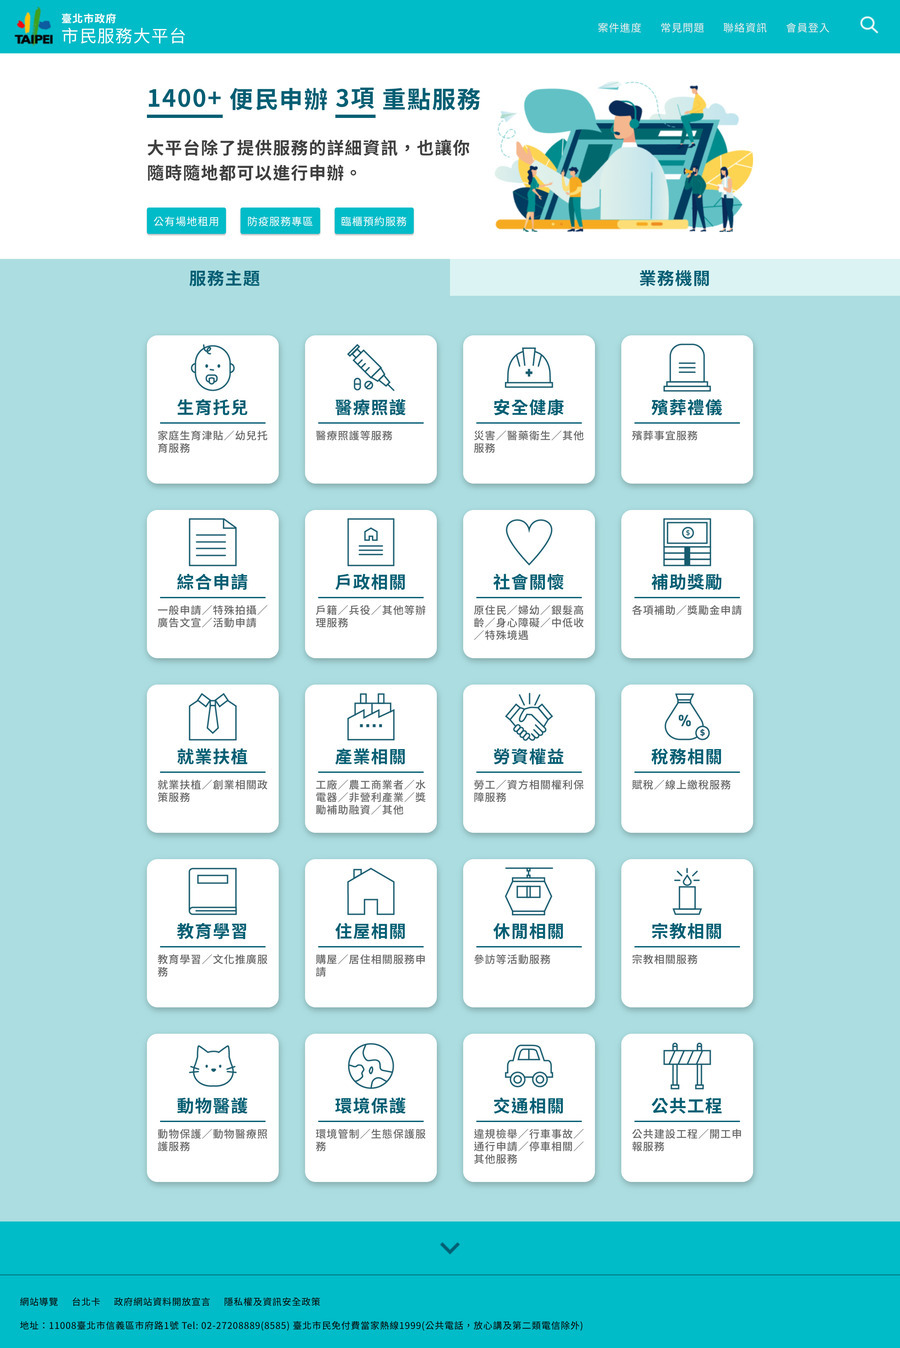 臺北市政府
TAIPEI
市民服務大平台
案件進度 常見問題 聯絡資訊 會員登入
1400+ 便民申辦 3項 重點服務
大平台除了提供服務的詳細資訊，也讓你
隨時隨地都可以進行申辦。
公有場地租用 防疫服務專區 臨櫃預約服務
服務主題 業務機關
生育托兒
家庭生育津貼／幼兒托
育服務
醫療照護
醫療照護等服務
安全健康
災害／醫藥衛生／其他
服務
殯葬禮儀
殯葬事宜服務
綜合申請
一般申請／特殊拍攝／
廣告文宣／活動申請
戶政相關
戶籍／兵役／其他等辦
理服務
社會關懷
原住民／婦幼／銀髮高
齡／身心障礙／中低收
／特殊境遇
$
補助獎勵
各項補助／獎勵金申請
就業扶植
就業扶植／創業相關政
策服務
產業相關
工廠／農工商業者／水
電器／非營利產業／獎
勵補助融資／其他
勞資權益
勞工／資方相關權利保
障服務
%
$
稅務相關
賦稅／線上繳稅服務
教育學習
教育學習／文化推廣服
務
住屋相關
購屋／居住相關服務申
請
休閒相關
參訪等活動服務
宗教相關
宗教相關服務
動物醫護
動物保護／動物醫療照
護服務
環境保護
環境管制／生態保護服
務
交通相關
違規檢舉／行車事故／
通行申請／停車相關／
其他服務
公共工程
公共建設工程／開工申
報服務
網站導覽 台北卡 政府網站資料開放宣言 隱私權及資訊安全政策
地址：11008臺北市信義區市府路1號 Tel: 02-27208889(8585) 臺北市民免付費當家熱線1999(公共電話，放心講及第二類電信除外)